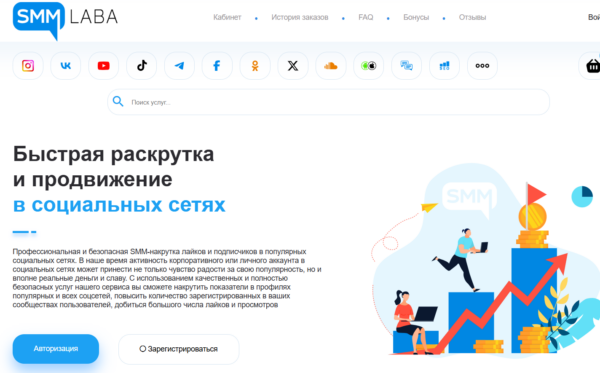 SMM LABA
Кабинет История заказов FAQ Бонусы Отзывы Вой
Поиск услуг...
Быстрая раскрутка
и продвижение
в социальных сетях
SMM
Профессиональная и безопасная SMM-накрутка лайков и подписчиков в популярных
социальных сетях. В наше время активность корпоративного или личного аккаунта в
социальных сетях может принести не только чувство радости за свою популярность, но и
вполне реальные деньги и славу. С использованием качественных и полностью
безопасных услуг нашего сервиса вы сможете накрутить показатели в профилях
популярных и всех соцсетей, повысить количество зарегистрированных в ваших
сообществах пользователей, добиться большого числа лайков и просмотров
Авторизация Зарегистрироваться